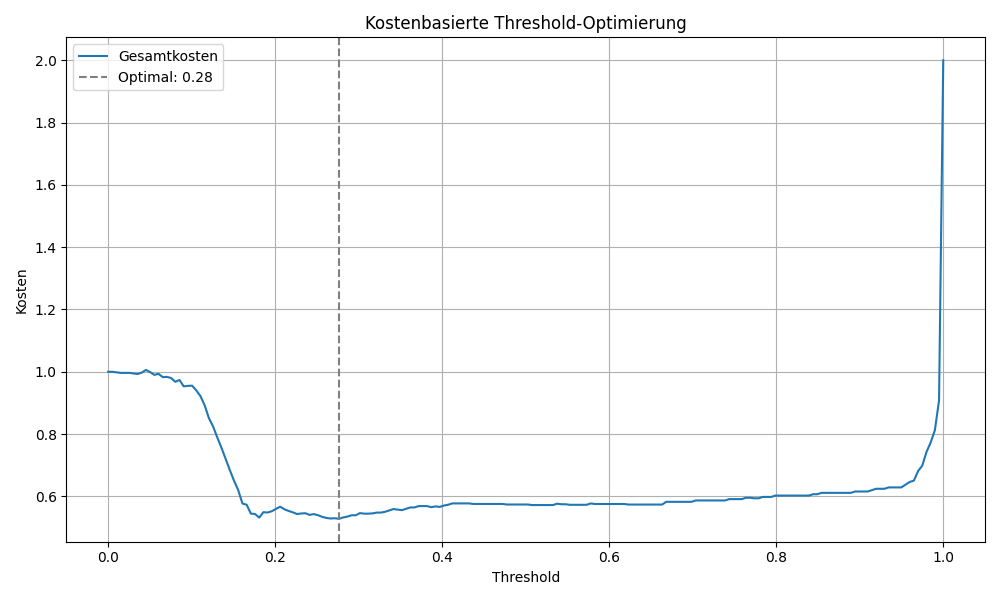 Kostenbasierte Threshold-Optimierung
Gesamtkosten
Optimal: 0.28
Kosten
2.0
1.8
1.6
1.4
1.2
1.0
0.8
0.6
0.0 0.2 0.4 0.6 0.8 1.0
Threshold